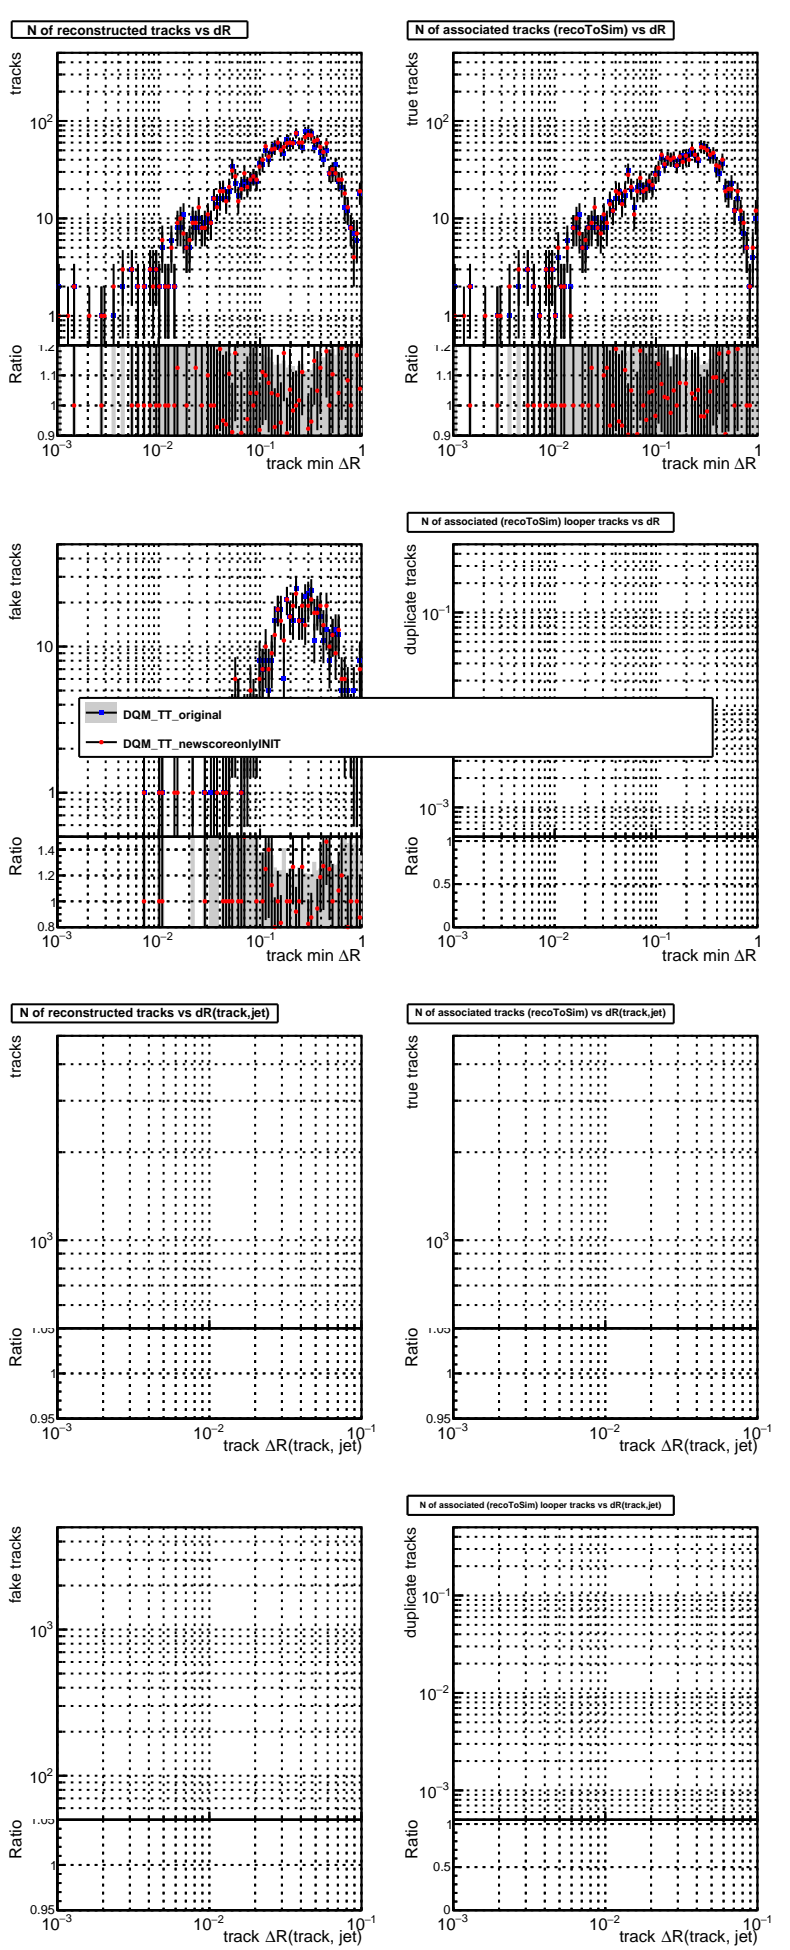 N of reconstructed tracks vs dR
tracks
10²
10
1
Ratio
1.2
1.1
1
0.9
10⁻³
10⁻²
10⁻¹
1
track min ΔR
N of associated tracks (recoToSim) vs dR
true tracks
10²
10
1
Ratio
1.2
1.1
1
0.9
10⁻³
10⁻²
10⁻¹
1
track min ΔR
fake tracks
10
1
Ratio
1.4
1.2
1
0.8
10⁻³
10⁻²
10⁻¹
1
track min ΔR
N of associated (recoToSim) looper tracks vs dR
duplicate tracks
10⁻¹
10⁻³
Ratio
1
0.5
0
10⁻³
10⁻²
10⁻¹
1
track min ΔR
DQM_TT_original
DQM_TT_newscoreonlyINIT
N of reconstructed tracks vs dR(track,jet)
tracks
10³
Ratio
1.05
1
0.95
10⁻³
10⁻²
10⁻¹
track ΔR(track, jet)
N of associated tracks (recoToSim) vs dR(track,jet)
true tracks
10³
Ratio
1.05
1
0.95
10⁻³
10⁻²
10⁻¹
track ΔR(track, jet)
fake tracks
10³
10²
Ratio
1.05
1
0.95
10⁻³
10⁻²
10⁻¹
track ΔR(track, jet)
N of associated (recoToSim) looper tracks vs dR(track,jet)
duplicate tracks
10⁻¹
10⁻²
10⁻³
Ratio
1
0.5
0
10⁻³
10⁻²
10⁻¹
track ΔR(track, jet)